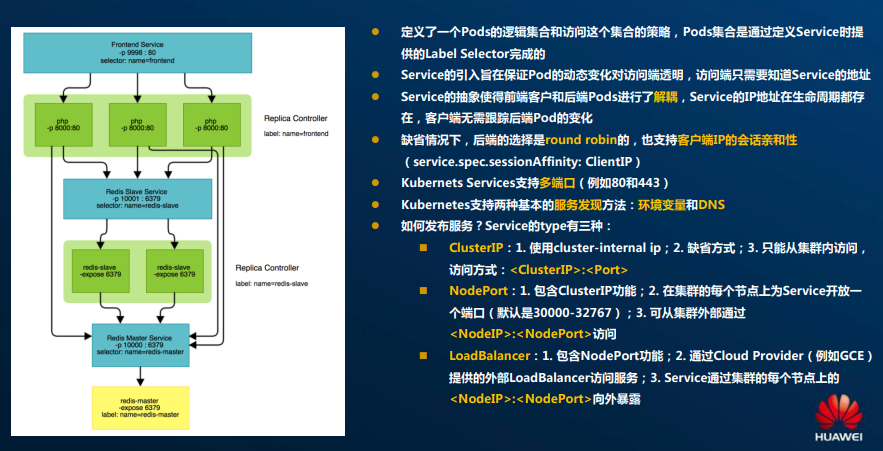 Frontend Service
-p 9998 : 80
selector: name=frontend
php
-p 8000:80
php
-p 8000:80
php
-p 8000:80
Replica Controller
label: name=frontend
Redis Slave Service
-p 10001 : 6379
selector: name=redis-slave
redis-slave
-expose 6379
redis-slave
-expose 6379
Replica Controller
label: name=redis-slave
Redis Master Service
-p 10000 : 6379
selector: name=redis-master
redis-master
-expose 6379
label: name=redis-master
定义了一个Pods的逻辑集合和访问这个集合的策略，Pods集合是通过定义Service时提
供的Label Selector完成的
Service的引入旨在保证Pod的动态变化对访问端透明，访问端只需要知道Service的地址
Service的抽象使得前端客户和后端Pods进行了解耦，Service的IP地址在生命周期都存
在，客户端无需跟踪后端Pod的变化
缺省情况下，后端的选择是round robin的，也支持客户端IP的会话亲和性
（service.spec.sessionAffinity: ClientIP）
Kubernets Services支持多端口（例如80和443）
Kubernetes支持两种基本的服务发现方法：环境变量和DNS
如何发布服务？Service的type有三种：
ClusterIP：1. 使用cluster-internal ip；2. 缺省方式；3. 只能从集群内访问，
访问方式：<ClusterIP>:<Port>
NodePort：1. 包含ClusterIP功能；2. 在集群的每个节点上为Service开放一
个端口（默认是30000-32767）；3. 可从集群外部通过
<NodeIP>:<NodePort>访问
LoadBalancer：1. 包含NodePort功能；2. 通过Cloud Provider（例如GCE）
提供的外部LoadBalancer访问服务；3. Service通过集群的每个节点上的
<NodeIP>:<NodePort>向外暴露
HUAWEI